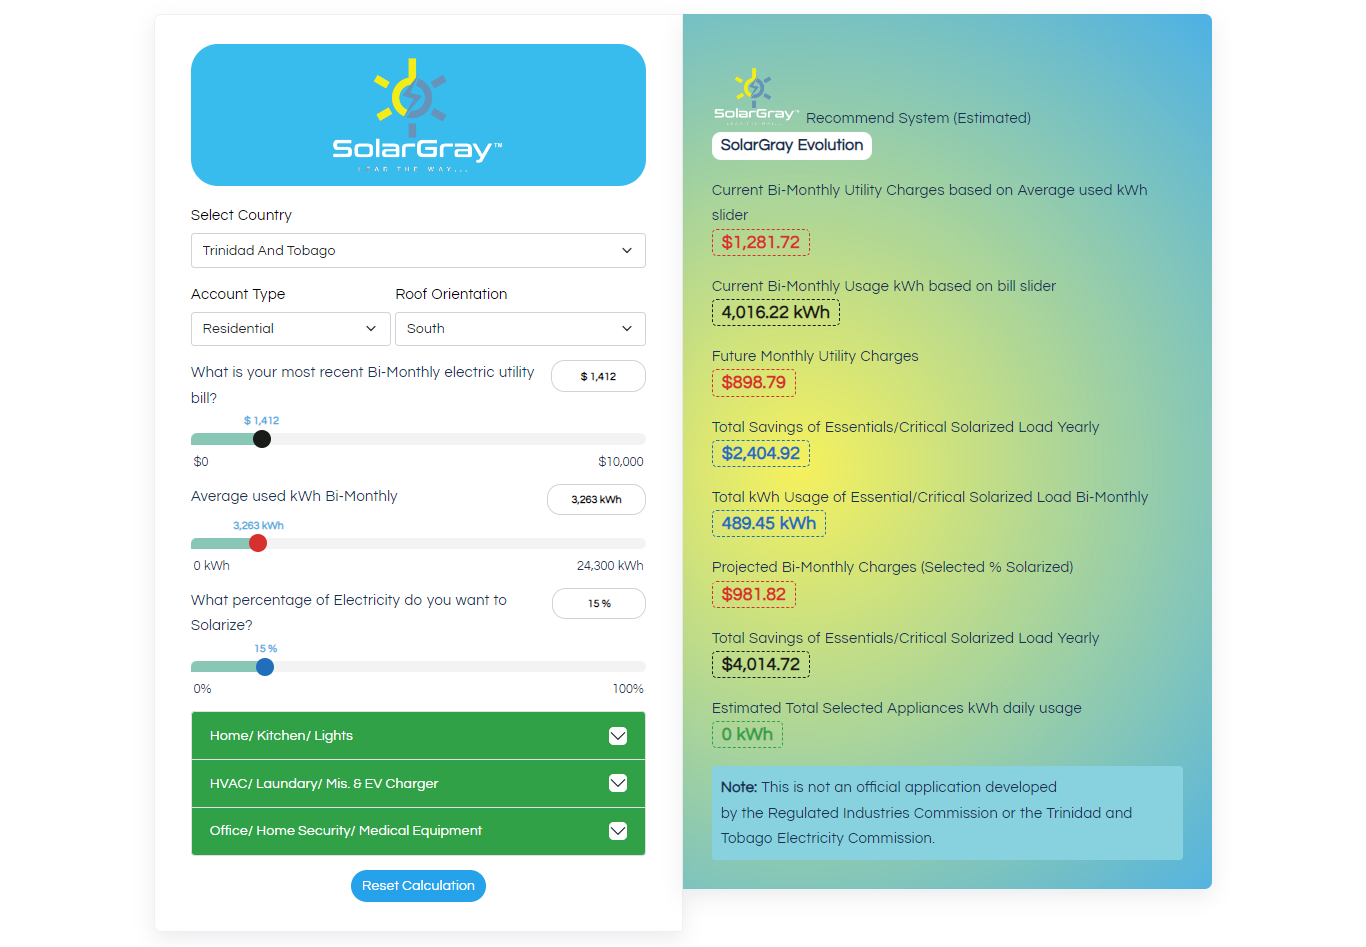 SolarGray™
LEAD THE WAY...
Select Country
Trinidad And Tobago
Account Type
Roof Orientation
Residential
South
What is your most recent Bi-Monthly electric utility
bill?
$ 1,412
$ 1,412
$0
$10,000
Average used kWh Bi-Monthly
3,263 kWh
3,263 kWh
0 kWh
24,300 kWh
What percentage of Electricity do you want to
Solarize?
15 %
15 %
0%
100%
Home/ Kitchen/ Lights
HVAC/ Laundary/ Mis. & EV Charger
Office/ Home Security/ Medical Equipment
Reset Calculation
SolarGray™
Recommend System (Estimated)
SolarGray Evolution
Current Bi-Monthly Utility Charges based on Average used kWh
slider
$1,281.72
Current Bi-Monthly Usage kWh based on bill slider
4,016.22 kWh
Future Monthly Utility Charges
$898.79
Total Savings of Essentials/Critical Solarized Load Yearly
$2,404.92
Total kWh Usage of Essential/Critical Solarized Load Bi-Monthly
489.45 kWh
Projected Bi-Monthly Charges (Selected % Solarized)
$981.82
Total Savings of Essentials/Critical Solarized Load Yearly
$4,014.72
Estimated Total Selected Appliances kWh daily usage
0 kWh
Note: This is not an official application developed
by the Regulated Industries Commission or the Trinidad and
Tobago Electricity Commission.